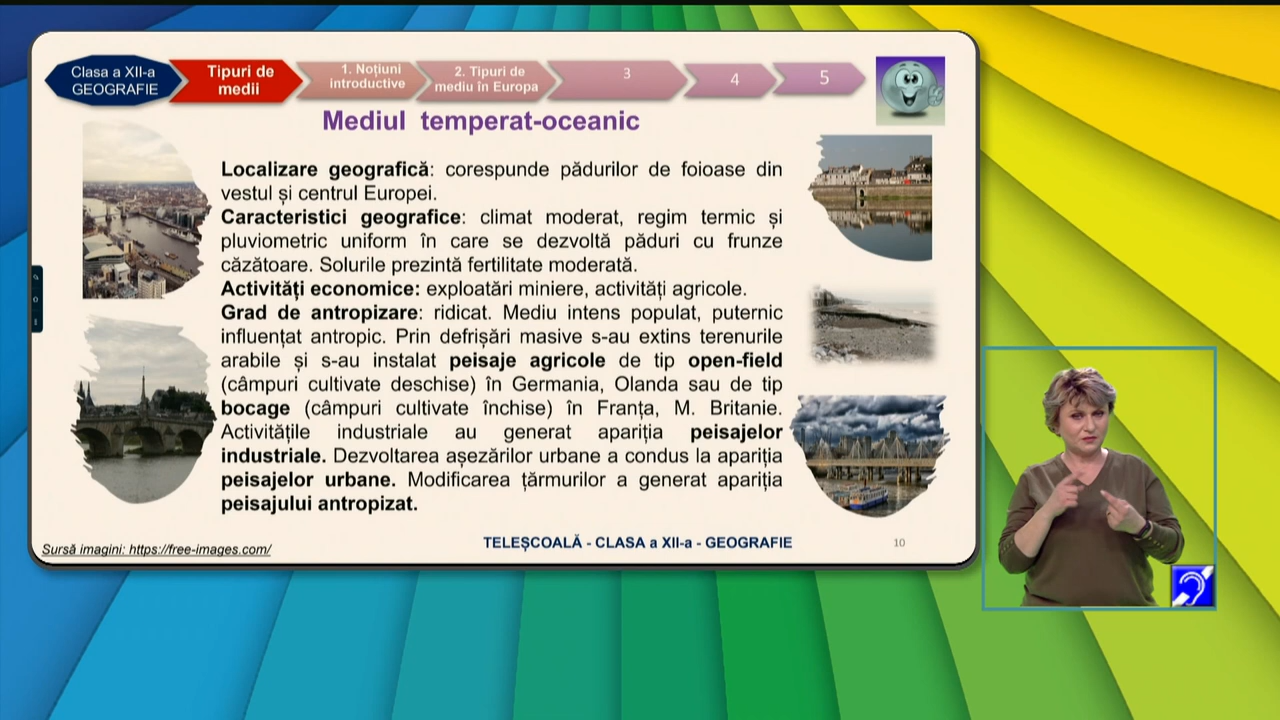 Clasa a XII-a
GEOGRAFIE
Tipuri de
medii
1. Noțiuni
introductive
2. Tipuri de
mediu în Europa
3
4
5
Mediul temperat-oceanic
Localizare geografică: corespunde pădurilor de foioase din
vestul și centrul Europei.
Caracteristici geografice: climat moderat, regim termic și
pluviometric uniform în care se dezvoltă păduri cu frunze
căzătoare. Solurile prezintă fertilitate moderată.
Activități economice: exploatări miniere, activități agricole.
Grad de antropizare: ridicat. Mediu intens populat, puternic
influențat antropic. Prin defrișări masive s-au extins terenurile
arabile și s-au instalat peisaje agricole de tip open-field
(câmpuri cultivate deschise) în Germania, Olanda sau de tip
bocage (câmpuri cultivate închise) în Franța, M. Britanie.
Activitățile industriale au generat apariția peisajelor
industriale. Dezvoltarea așezărilor urbane a condus la apariția
peisajelor urbane. Modificarea țărmurilor a generat apariția
peisajului antropizat.
Sursă imagini: https://free-images.com/
TELEȘCOALĂ - CLASA a XII-a - GEOGRAFIE
10